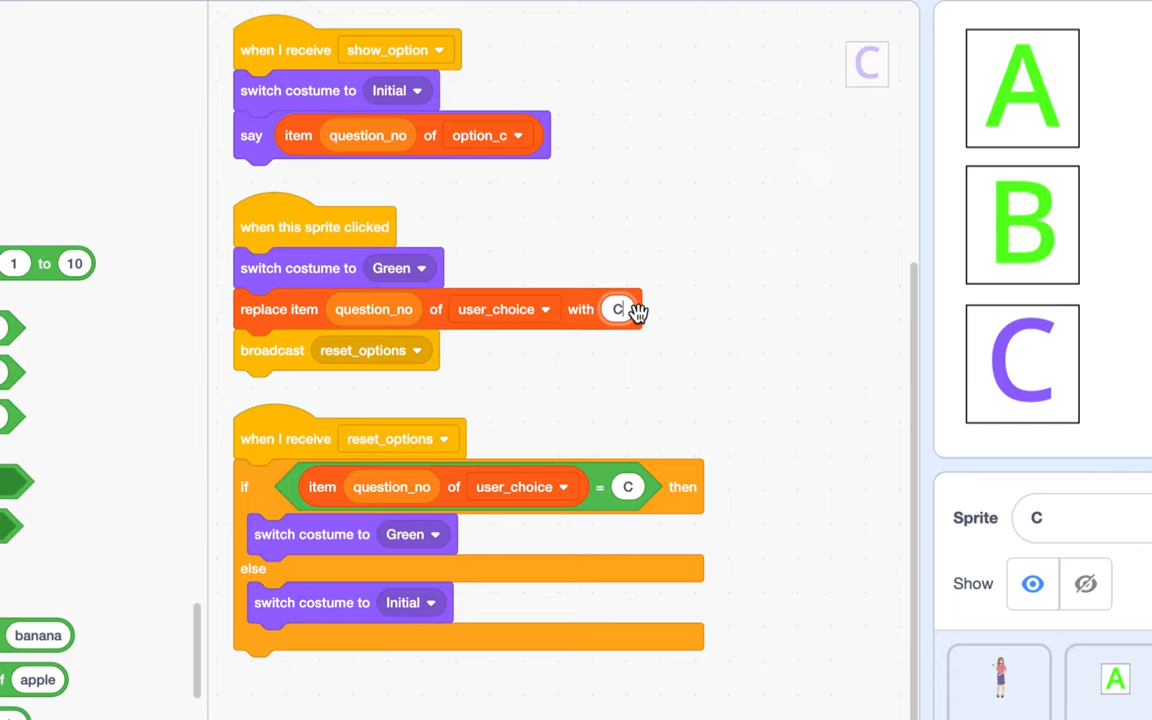 when I receive show_option
switch costume to Initial
say item question_no of option_c
when this sprite clicked
switch costume to Green
replace item question_no of user_choice with C
broadcast reset_options
when I receive reset_options
if item question_no of user_choice = C then
switch costume to Green
else
switch costume to Initial
1 to 10
banana
f apple
C
A
B
C
Sprite C
Show
A